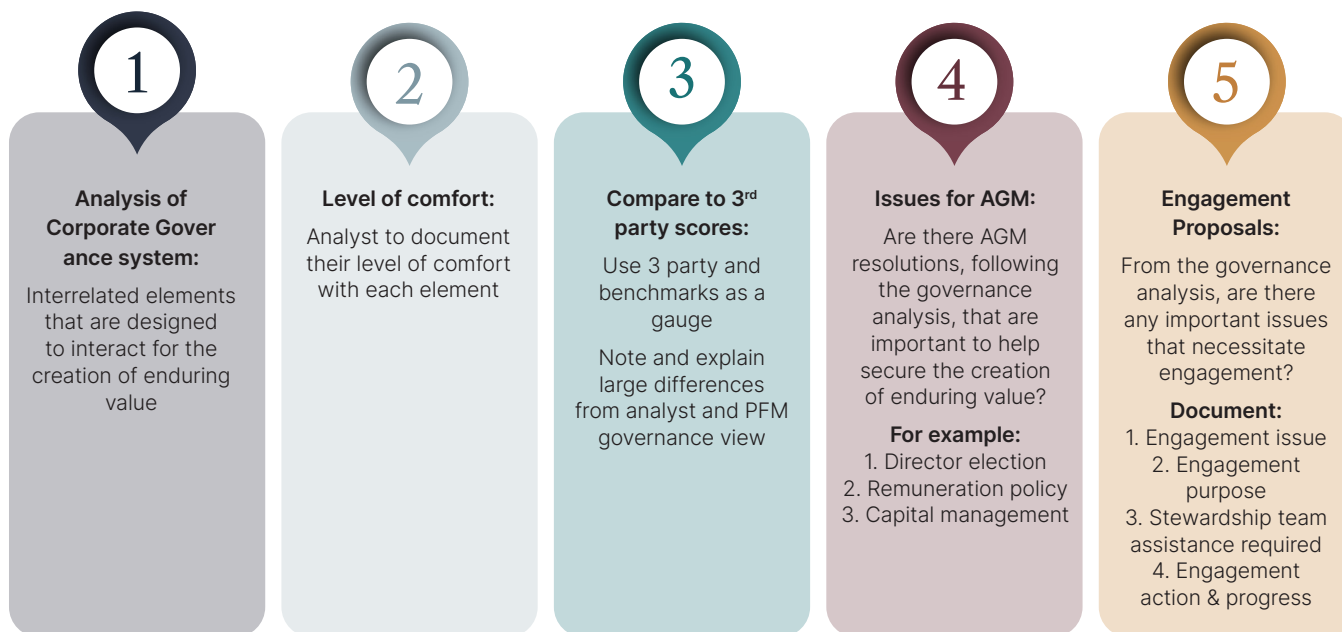 1
Analysis of
Corporate Gover
ance system:
Interrelated elements
that are designed
to interact for the
creation of enduring
value
2
Level of comfort:
Analyst to document
their level of comfort
with each element
3
Compare to 3rd
party scores:
Use 3 party and
benchmarks as a
gauge
Note and explain
large differences
from analyst and PFM
governance view
4
Issues for AGM:
Are there AGM
resolutions, following
the governance
analysis, that are
important to help
secure the creation
of enduring value?
For example:
1. Director election
2. Remuneration policy
3. Capital management
5
Engagement
Proposals:
From the governance
analysis, are there
any important issues
that necessitate
engagement?
Document:
1. Engagement issue
2. Engagement
purpose
3. Stewardship team
assistance required
4. Engagement
action & progress